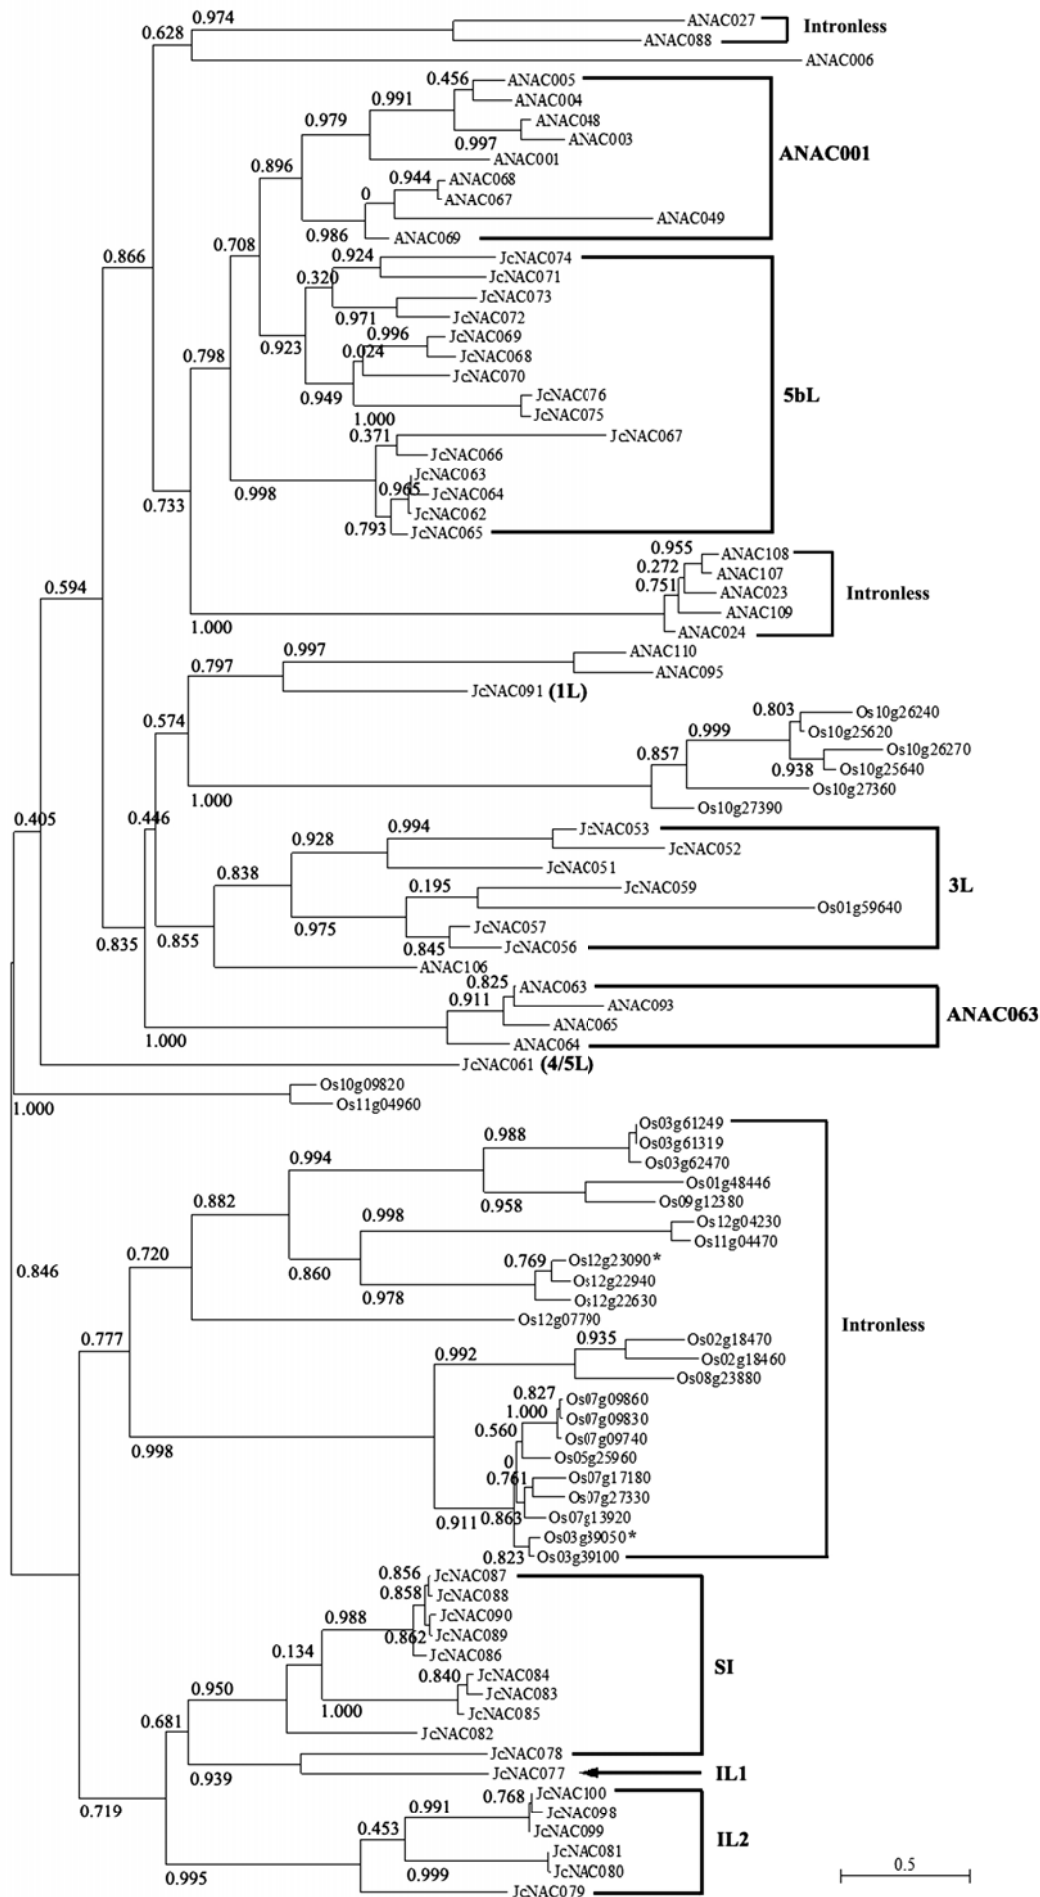 0.974
ANAC027
Intronless
0.628
ANAC088
ANAC006
0.456
ANAC005
0.991
ANAC004
ANAC048
0.979
ANAC003
0.997
ANAC001
ANAC001
0.896
0.944
ANAC068
0
ANAC067
ANAC049
0.986
ANAC069
0.708
0.866
0.924
JcNAC074
0.320
JcNAC071
JcNAC073
0.971
JcNAC072
0.996
JcNAC069
0.923
0.024
JcNAC068
0.798
JcNAC070
0.949
JcNAC076
5bL
1.000
JcNAC075
0.371
JcNAC067
JcNAC066
JcNAC063
0.965
JcNAC064
0.998
JcNAC062
0.733
0.793
JcNAC065
0.955
ANAC108
0.272
ANAC107
0.751
ANAC023
Intronless
0.594
ANAC109
1.000
ANAC024
0.997
ANAC110
0.797
ANAC095
JcNAC091 (1L)
0.803
Os10g26240
0.574
0.999
Os10g25620
0.857
Os10g26270
0.938
Os10g25640
1.000
Os10g27360
Os10g27390
0.405
0.446
0.994
JcNAC053
0.928
JcNAC052
JcNAC051
0.838
0.195
JcNAC059
3L
Os01g59640
0.975
JcNAC057
0.835
0.855
0.845
JcNAC056
ANAC106
0.825
ANAC063
0.911
ANAC093
ANAC063
ANAC065
1.000
ANAC064
JcNAC061 (4/5L)
Os10g09820
1.000
Os11g04960
Os03g61249
0.988
Os03g61319
0.994
Os03g62470
Os01g48446
0.882
0.958
Os09g12380
0.998
Os12g04230
Os11g04470
0.720
0.769
Os12g23090*
0.846
0.860
Os12g22940
0.978
Os12g22630
Os12g07790
Intronless
0.777
0.935
Os02g18470
0.992
Os02g18460
Os08g23880
0.827
Os07g09860
1.000
Os07g09830
0.560
Os07g09740
0.998
0
Os05g25960
0.761
Os07g17180
Os07g27330
0.911
0.863
Os07g13920
Os03g39050*
0.823
Os03g39100
0.856
JcNAC087
0.858
JcNAC088
0.988
JcNAC090
0.862
JcNAC089
0.134
JcNAC086
0.840
JcNAC084
SI
0.950
JcNAC083
1.000
JcNAC085
0.681
JcNAC082
JcNAC078
0.939
JcNAC077
IL1
0.719
0.768
JcNAC100
0.991
JcNAC098
0.453
JcNAC099
IL2
JcNAC081
0.995
0.999
JcNAC080
JcNAC079
0.5